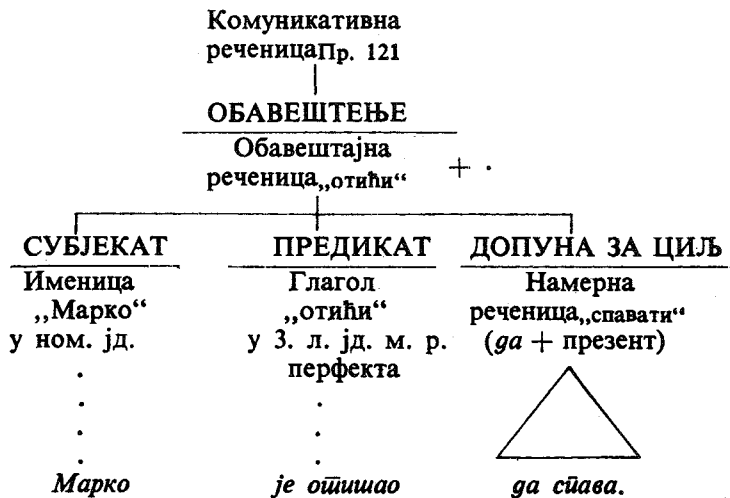 Комуникативна
реченицаПр. 121
ОБАВЕШТЕЊЕ
Обавештајна
реченица„отићи“ + .
СУБЈЕКАТ ПРЕДИКАТ ДОПУНА ЗА ЦИЉ
Именица Глагол Намерна
„Марко“ „отићи“ реченица„спавати“
у ном. јд. у 3. л. јд. м. р. (да + презент)
перфекта
Марко је отишао да спава.